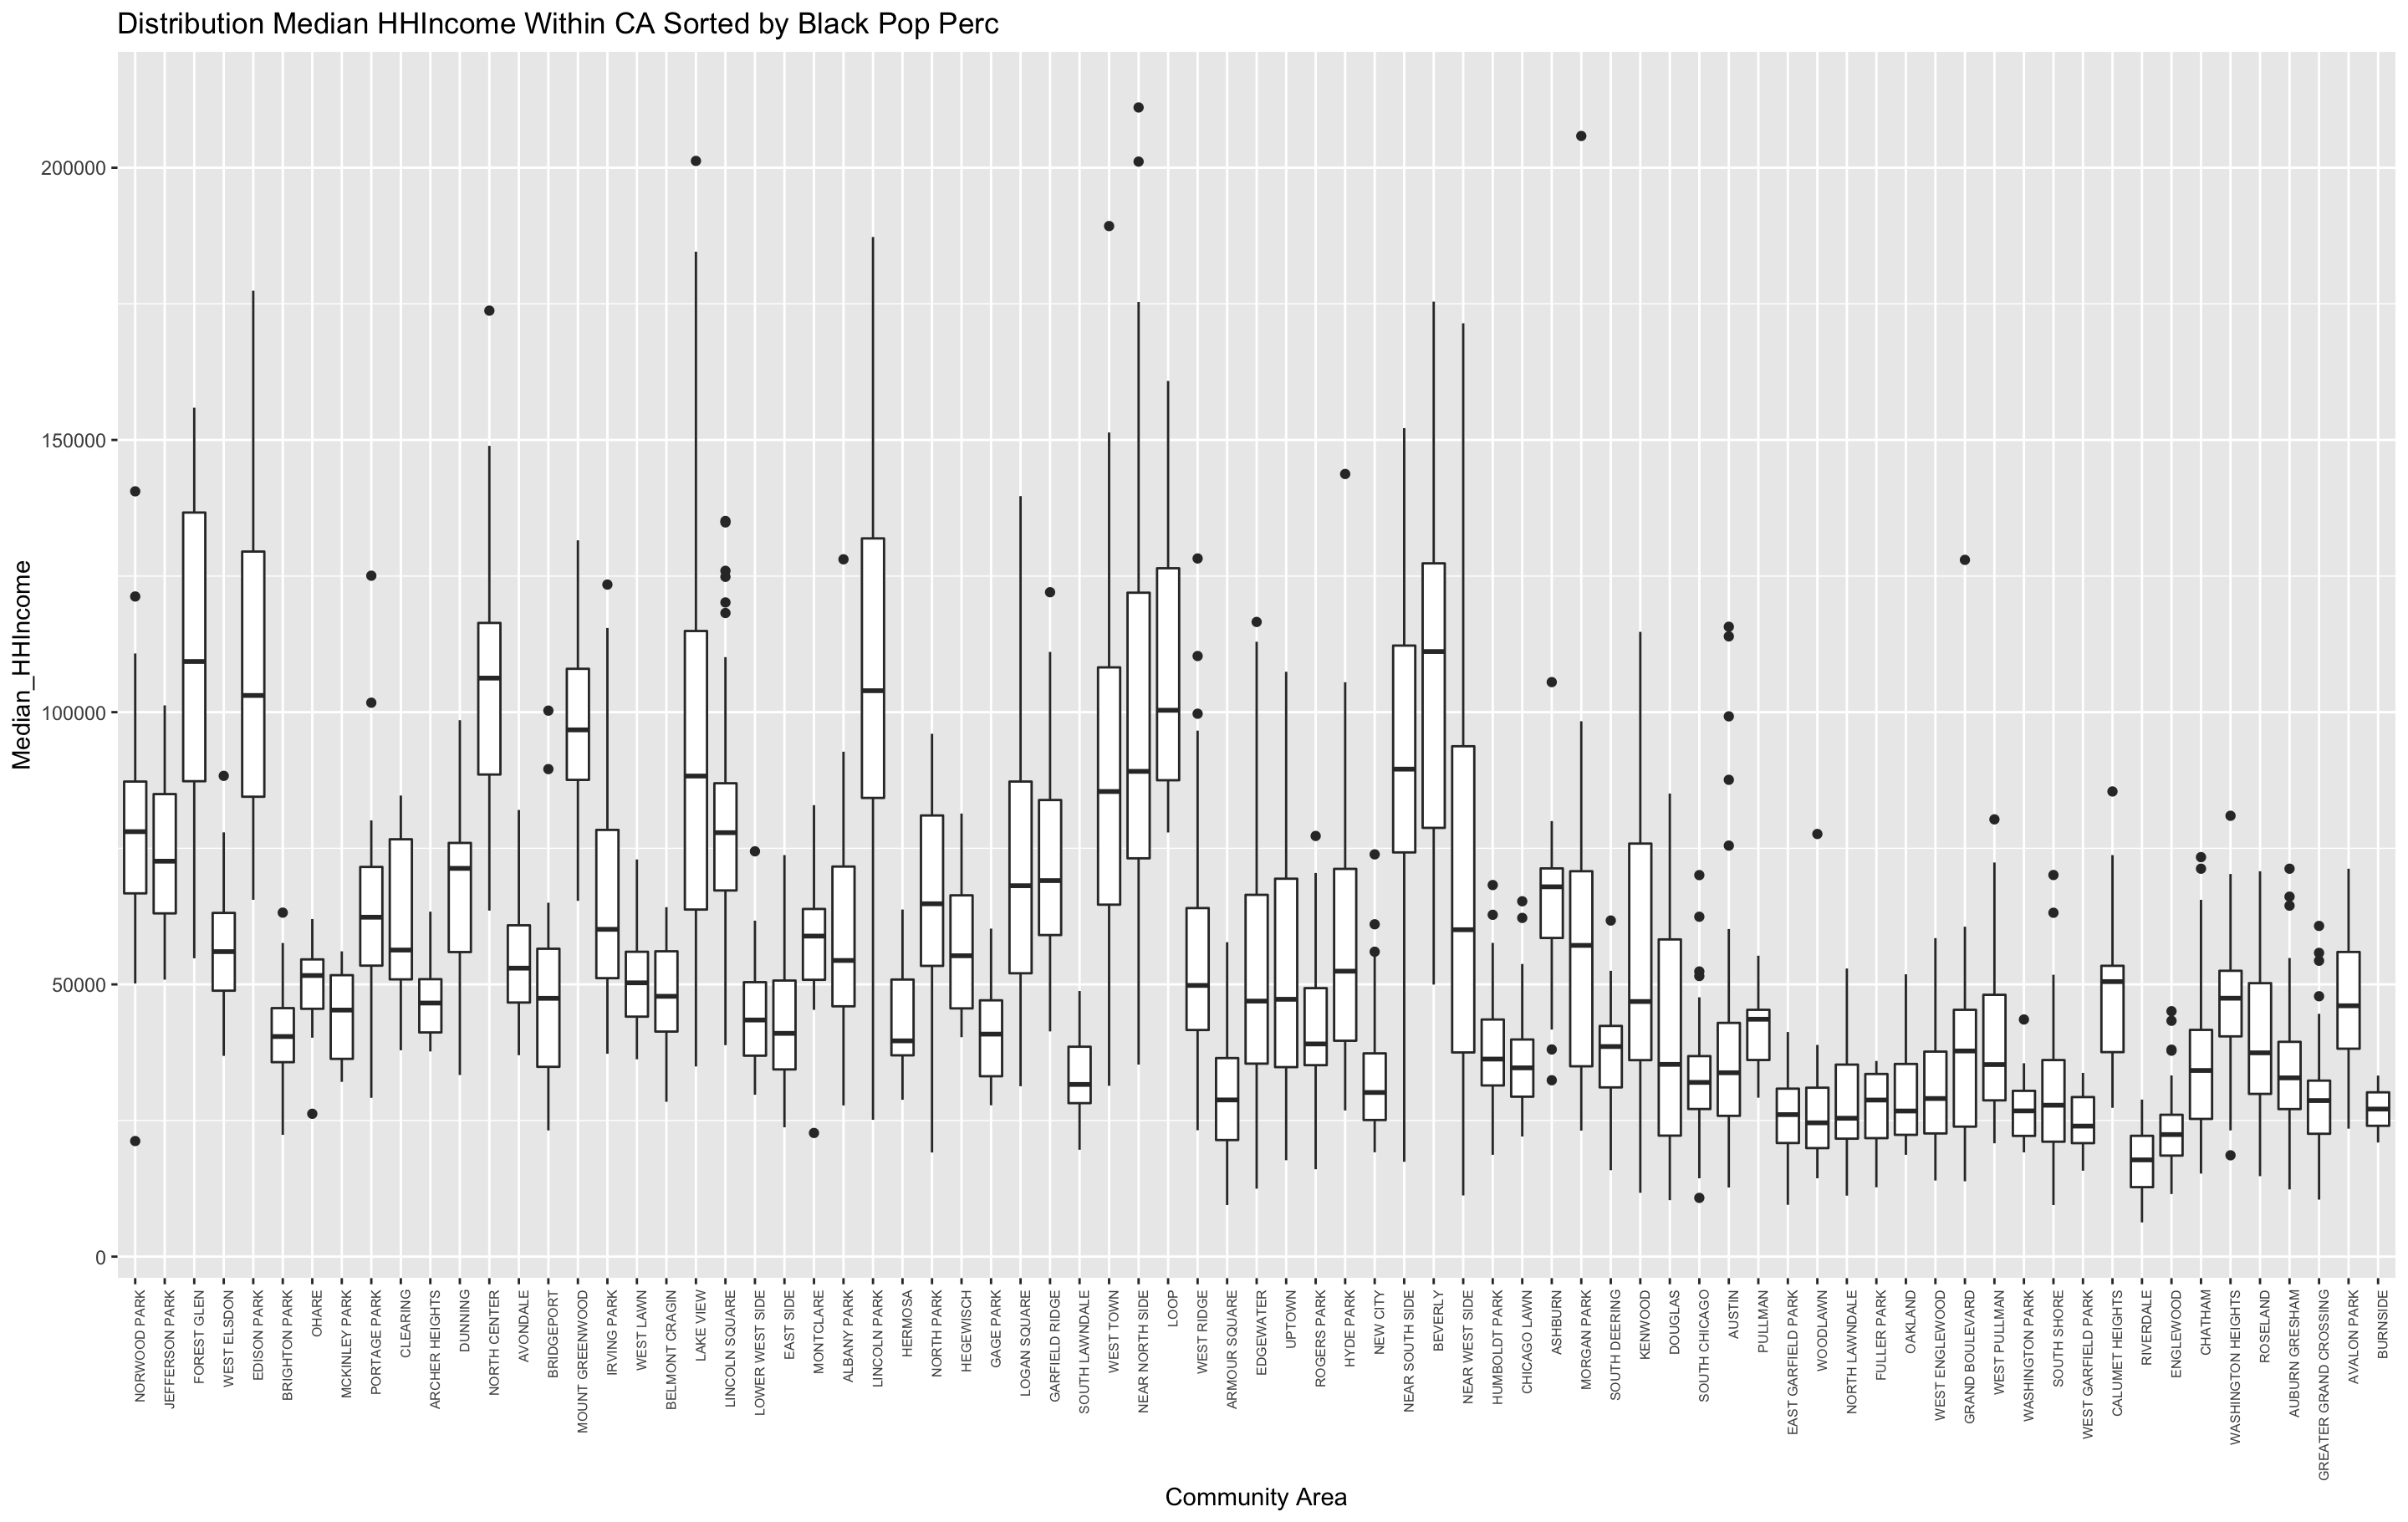 Distribution Median HHIncome Within CA Sorted by Black Pop Perc
Median_HHIncome
200000
150000
100000
50000
0
NORWOOD PARK
JEFFERSON PARK
FOREST GLEN
WEST ELSDON
EDISON PARK
BRIGHTON PARK
OHARE
MCKINLEY PARK
PORTAGE PARK
CLEARING
ARCHER HEIGHTS
DUNNING
NORTH CENTER
AVONDALE
BRIDGEPORT
MOUNT GREENWOOD
IRVING PARK
WEST LAWN
BELMONT CRAGIN
LAKE VIEW
LINCOLN SQUARE
LOWER WEST SIDE
EAST SIDE
MONTCLARE
ALBANY PARK
LINCOLN PARK
HERMOSA
NORTH PARK
HEGEWISCH
GAGE PARK
LOGAN SQUARE
GARFIELD RIDGE
SOUTH LAWNDALE
WEST TOWN
NEAR NORTH SIDE
LOOP
WEST RIDGE
ARMOUR SQUARE
EDGEWATER
UPTOWN
ROGERS PARK
HYDE PARK
NEW CITY
NEAR SOUTH SIDE
BEVERLY
NEAR WEST SIDE
HUMBOLDT PARK
CHICAGO LAWN
ASHBURN
MORGAN PARK
SOUTH DEERING
KENWOOD
DOUGLAS
SOUTH CHICAGO
AUSTIN
PULLMAN
EAST GARFIELD PARK
WOODLAWN
NORTH LAWNDALE
FULLER PARK
OAKLAND
WEST ENGLEWOOD
GRAND BOULEVARD
WEST PULLMAN
WASHINGTON PARK
SOUTH SHORE
WEST GARFIELD PARK
CALUMET HEIGHTS
RIVERDALE
ENGLEWOOD
CHATHAM
WASHINGTON HEIGHTS
ROSELAND
AUBURN GRESHAM
GREATER GRAND CROSSING
AVALON PARK
BURNSIDE
Community Area